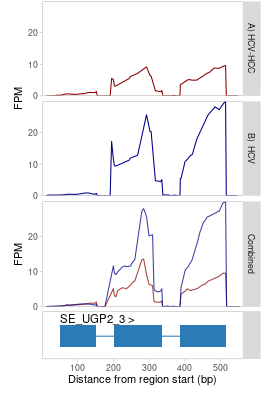 FPM
20
10
0
A) HCV-HCC
20
10
0
B) HCV
FPM
20
10
0
Combined
SE_UGP2_3 >
100 200 300 400 500
Distance from region start (bp)